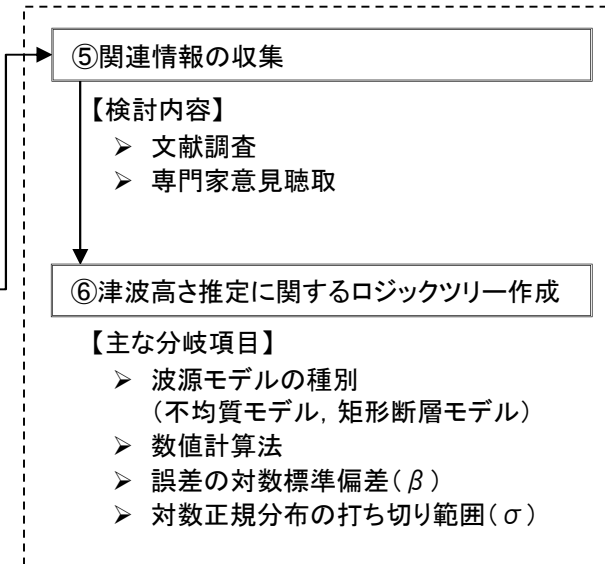 ⑤関連情報の収集
【検討内容】
➢ 文献調査
➢ 専門家意見聴取
⑥津波高さ推定に関するロジックツリー作成
【主な分岐項目】
➢ 波源モデルの種別
（不均質モデル，矩形断層モデル）
➢ 数値計算法
➢ 誤差の対数標準偏差（β）
➢ 対数正規分布の打ち切り範囲（σ）